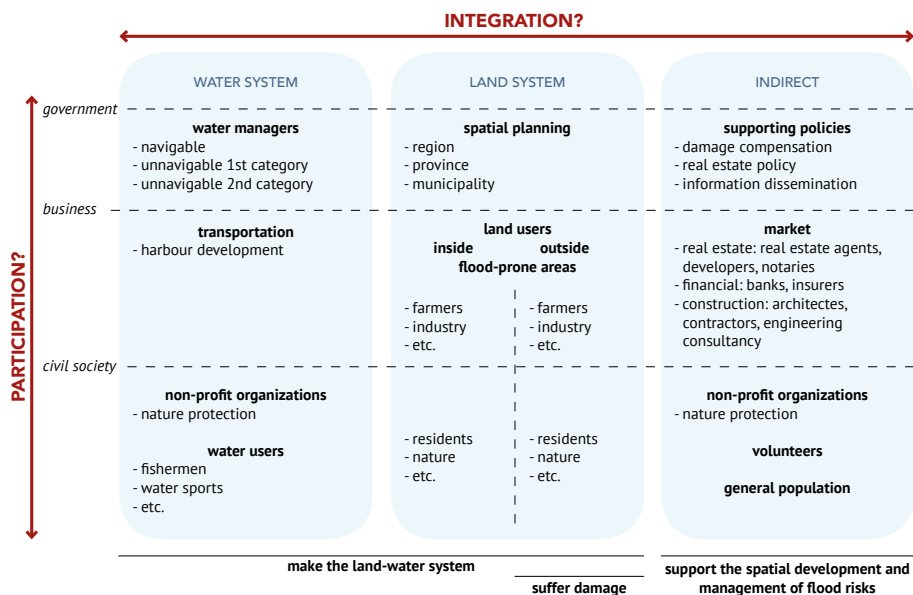 INTEGRATION?
PARTICIPATION?
WATER SYSTEM
LAND SYSTEM
INDIRECT
government
water managers
- navigable
- unnavigable 1st category
- unnavigable 2nd category
spatial planning
- region
- province
- municipality
supporting policies
- damage compensation
- real estate policy
- information dissemination
business
transportation
- harbour development
land users
inside outside
flood-prone areas
- farmers
- industry
- etc.
- farmers
- industry
- etc.
market
- real estate: real estate agents,
developers, notaries
- financial: banks, insurers
- construction: architectes,
contractors, engineering
consultancy
civil society
non-profit organizations
- nature protection
water users
- fishermen
- water sports
- etc.
- residents
- nature
- etc.
- residents
- nature
- etc.
non-profit organizations
- nature protection
volunteers
general population
make the land-water system
suffer damage
support the spatial development and
management of flood risks